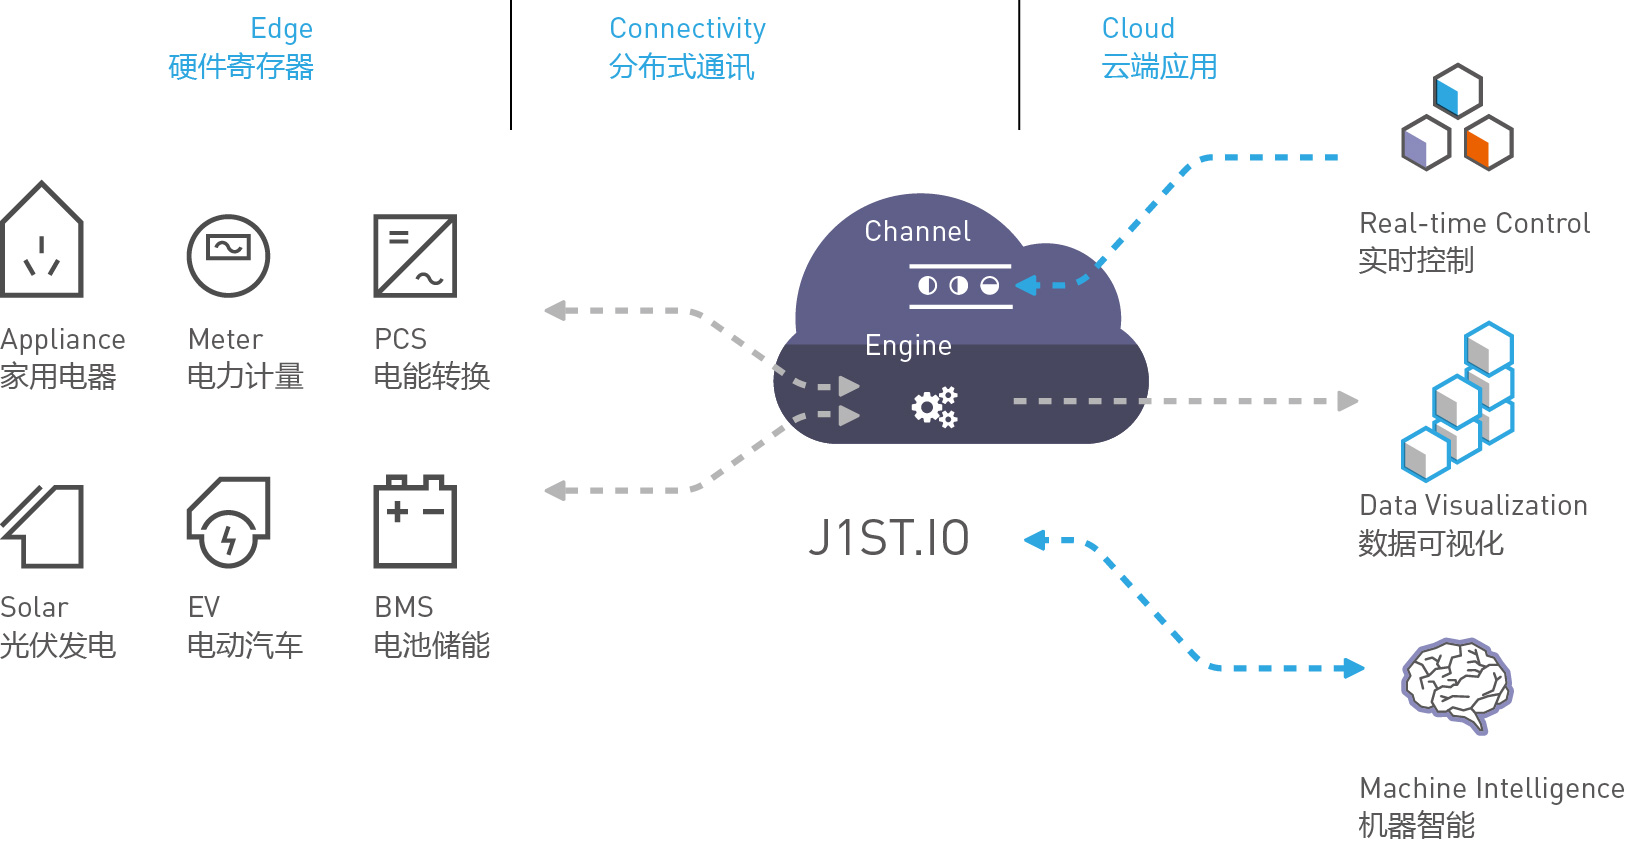 Edge
硬件寄存器
Connectivity
分布式通讯
Cloud
云端应用
Appliance
家用电器
Meter
电力计量
PCS
电能转换
Solar
光伏发电
EV
电动汽车
BMS
电池储能
Channel
Engine
J1ST.IO
Real-time Control
实时控制
Data Visualization
数据可视化
Machine Intelligence
机器智能